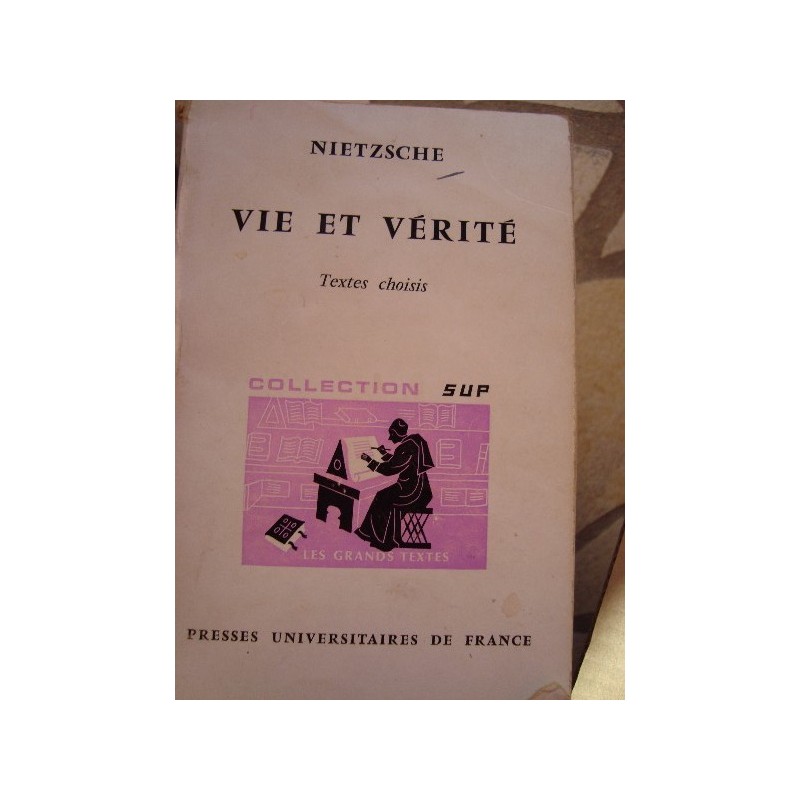 NIETZSCHE
VIE ET VÉRITÉ
Textes choisis
COLLECTION SUP
LES GRANDS TEXTES
PRESSES UNIVERSITAIRES DE FRANCE